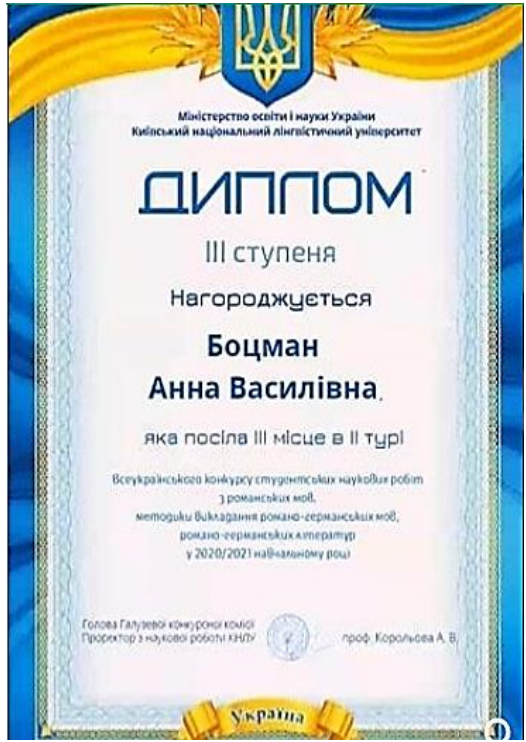 Міністерство освіти і науки України
Київський національний лінгвістичний університет
ДИПЛОМ
III ступеня
Нагороджується
Боцман
Анна Василівна,
яка посіла III місце в II турі
Всеукраїнського конкурсу студентських наукових робіт
з романських мов,
методики викладання романо-германських мов,
романо-германських літератур
у 2020/2021 навчальному році
Голова Галузевої конкурсної комісії
Проректор з наукової роботи КНЛУ
проф. Корольова А. В.
Україна